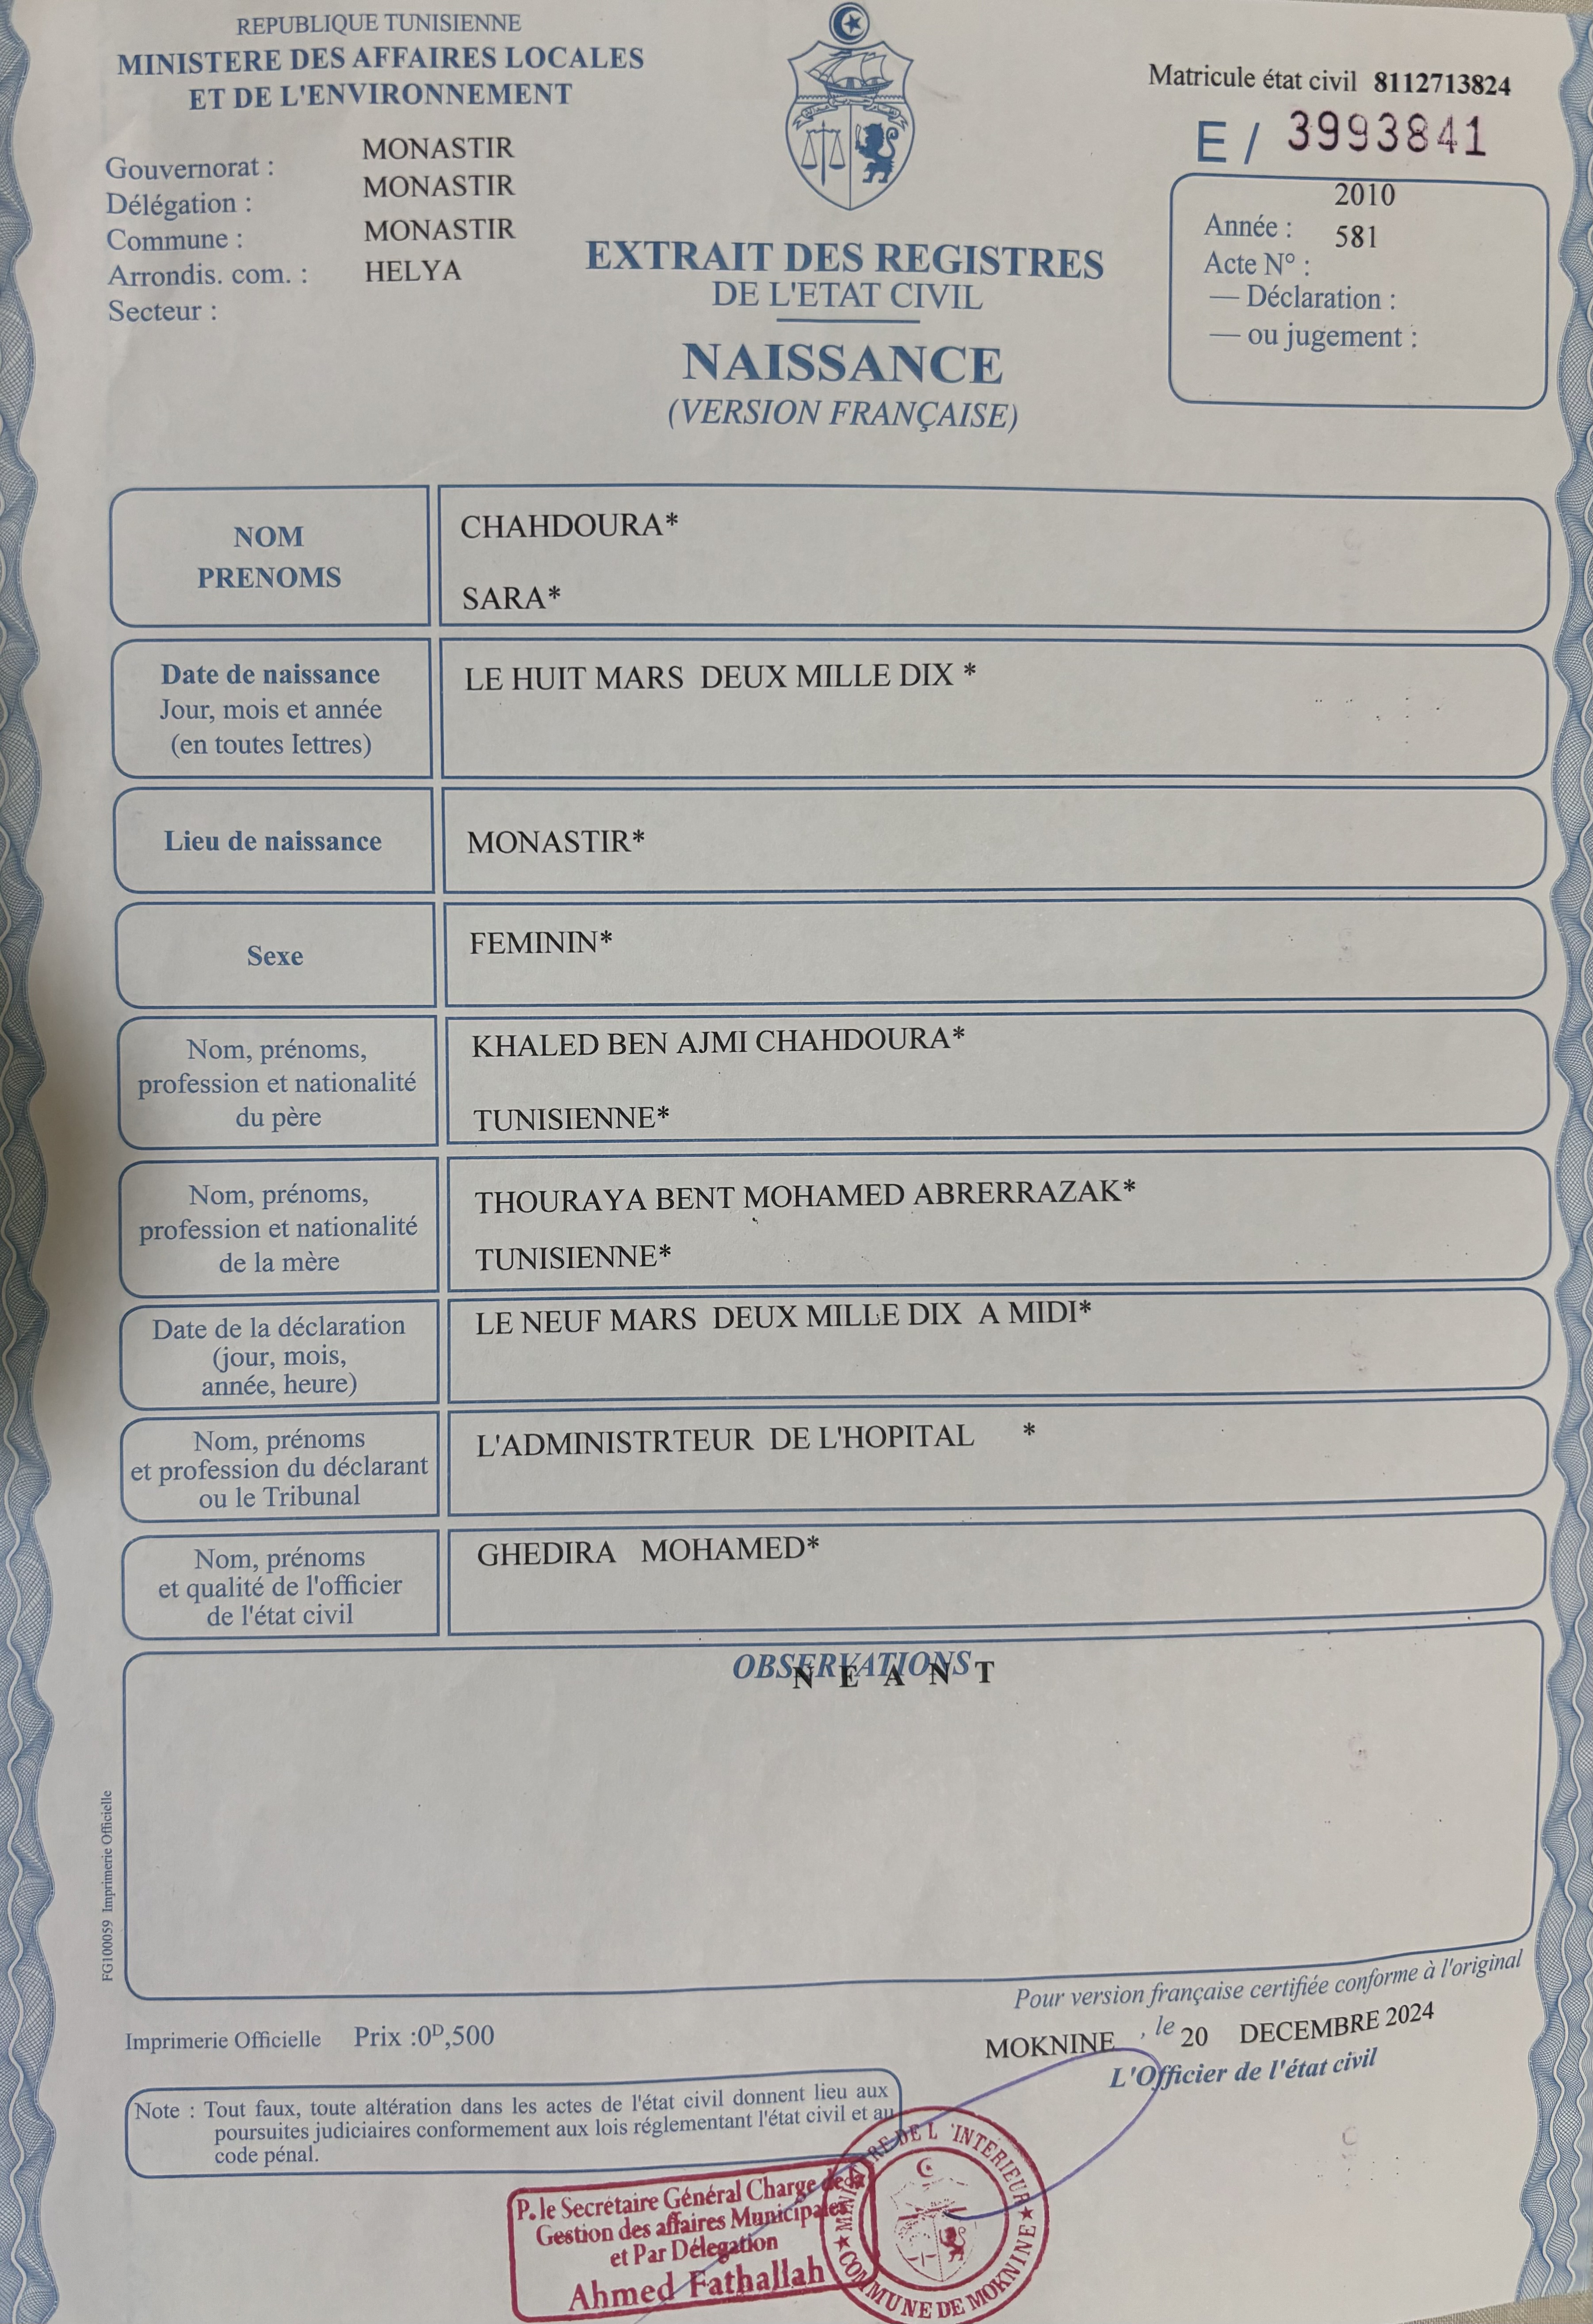 REPUBLIQUE TUNISIENNE
MINISTERE DES AFFAIRES LOCALES
ET DE L'ENVIRONNEMENT
Gouvernorat : MONASTIR
Délégation : MONASTIR
Commune : MONASTIR
Arrondis. com. : HELYA
Secteur :
Matricule état civil 8112713824
E / 3993841
2010
Année : 581
Acte N° :
— Déclaration :
— ou jugement :
EXTRAIT DES REGISTRES
DE L'ETAT CIVIL
NAISSANCE
(VERSION FRANÇAISE)
NOM
PRENOMS
CHAHDOURA*
SARA*
Date de naissance
Jour, mois et année
(en toutes lettres)
LE HUIT MARS DEUX MILLE DIX *
Lieu de naissance
MONASTIR*
Sexe
FEMININ*
Nom, prénoms,
profession et nationalité
du père
KHALED BEN AJMI CHAHDOURA*
TUNISIENNE*
Nom, prénoms,
profession et nationalité
de la mère
THOURAYA BENT MOHAMED ABRERRAZAK*
TUNISIENNE*
Date de la déclaration
(jour, mois,
année, heure)
LE NEUF MARS DEUX MILLE DIX A MIDI*
Nom, prénoms
et profession du déclarant
ou le Tribunal
L'ADMINISTRTEUR DE L'HOPITAL *
Nom, prénoms
et qualité de l'officier
de l'état civil
GHEDIRA MOHAMED*
OBSERVATIONS
N E A N T
FG100059 Imprimerie Officielle
Pour version française certifiée conforme à l'original
MOKNINE , le 20 DECEMBRE 2024
L'Officier de l'état civil
Imprimerie Officielle Prix :0ᴰ,500
Note : Tout faux, toute altération dans les actes de l'état civil donnent lieu aux
poursuites judiciaires conformement aux lois réglementant l'état civil et au
code pénal.
P. le Secrétaire Général Charge de la
Gestion des affaires Municipales
et Par Délegation
Ahmed Fathallah
MINISTRE DE L'INTERIEUR
COMMUNE DE MOKNINE